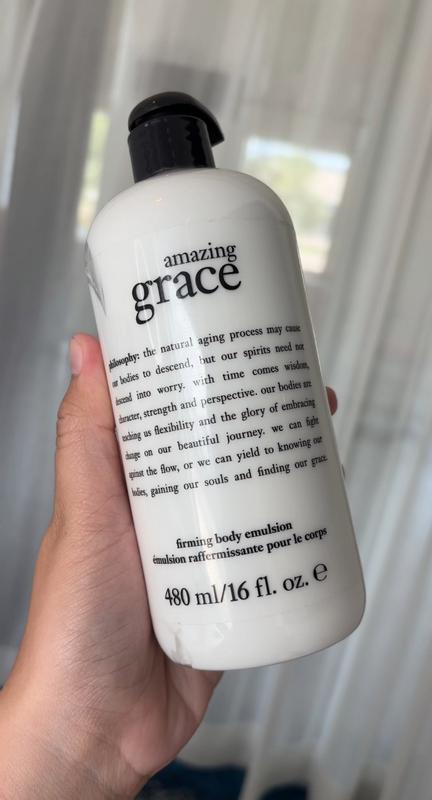 amazing
grace
philosophy: the natural aging process may cause
our bodies to descend, but our spirits need not
descend into worry. with time comes wisdom,
character, strength and perspective. our bodies are
teaching us flexibility and the glory of embracing
change on our beautiful journey. we can fight
against the flow, or we can yield to knowing our
bodies, gaining our souls and finding our grace.
firming body emulsion
émulsion raffermissante pour le corps
480 ml/16 fl. oz. ℮